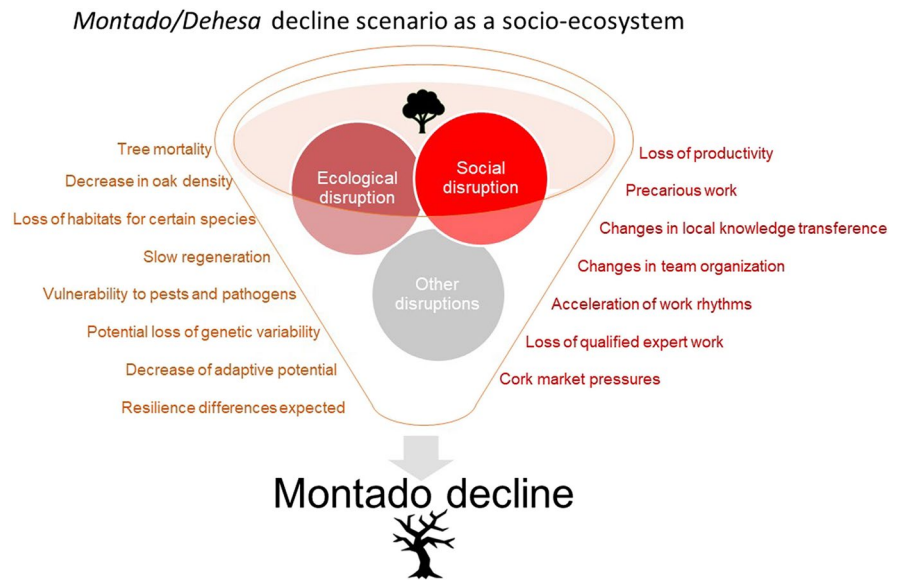 Montado/Dehesa decline scenario as a socio-ecosystem
Tree mortality
Decrease in oak density
Loss of habitats for certain species
Slow regeneration
Vulnerability to pests and pathogens
Potential loss of genetic variability
Decrease of adaptive potential
Resilience differences expected
Ecological
disruption
Social
disruption
Other
disruptions
Loss of productivity
Precarious work
Changes in local knowledge transference
Changes in team organization
Acceleration of work rhythms
Loss of qualified expert work
Cork market pressures
Montado decline